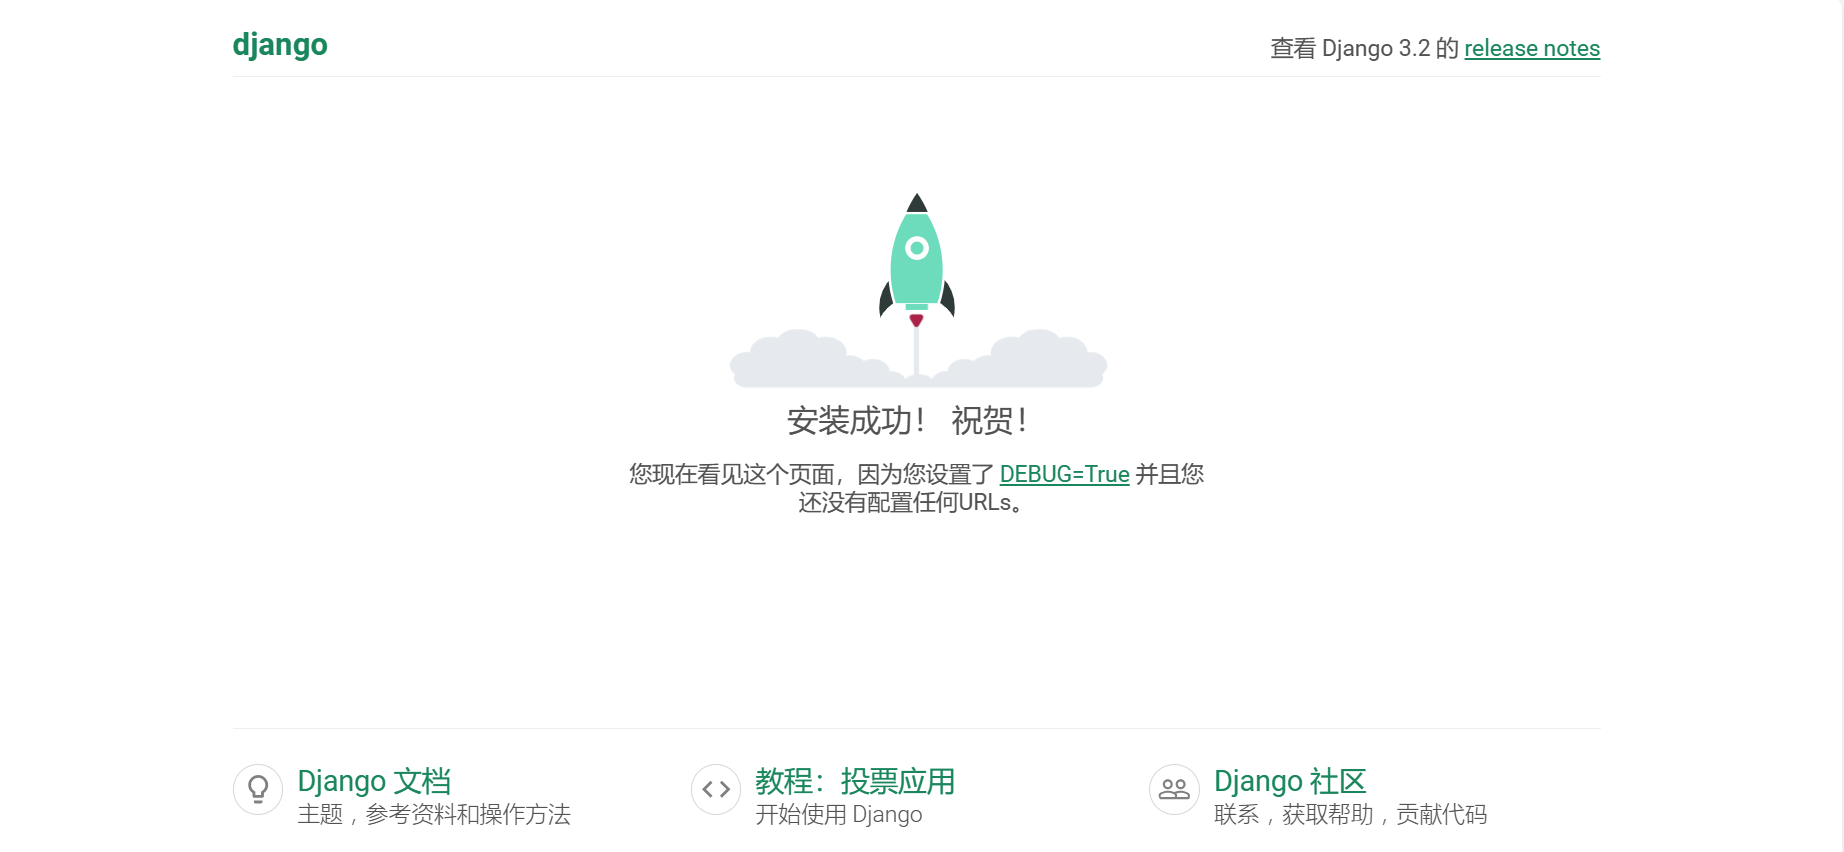 django
查看 Django 3.2 的 release notes
安装成功！ 祝贺！
您现在看见这个页面，因为您设置了 DEBUG=True 并且您
还没有配置任何URLs。
Django 文档
主题，参考资料和操作方法
教程：投票应用
开始使用 Django
Django 社区
联系，获取帮助，贡献代码